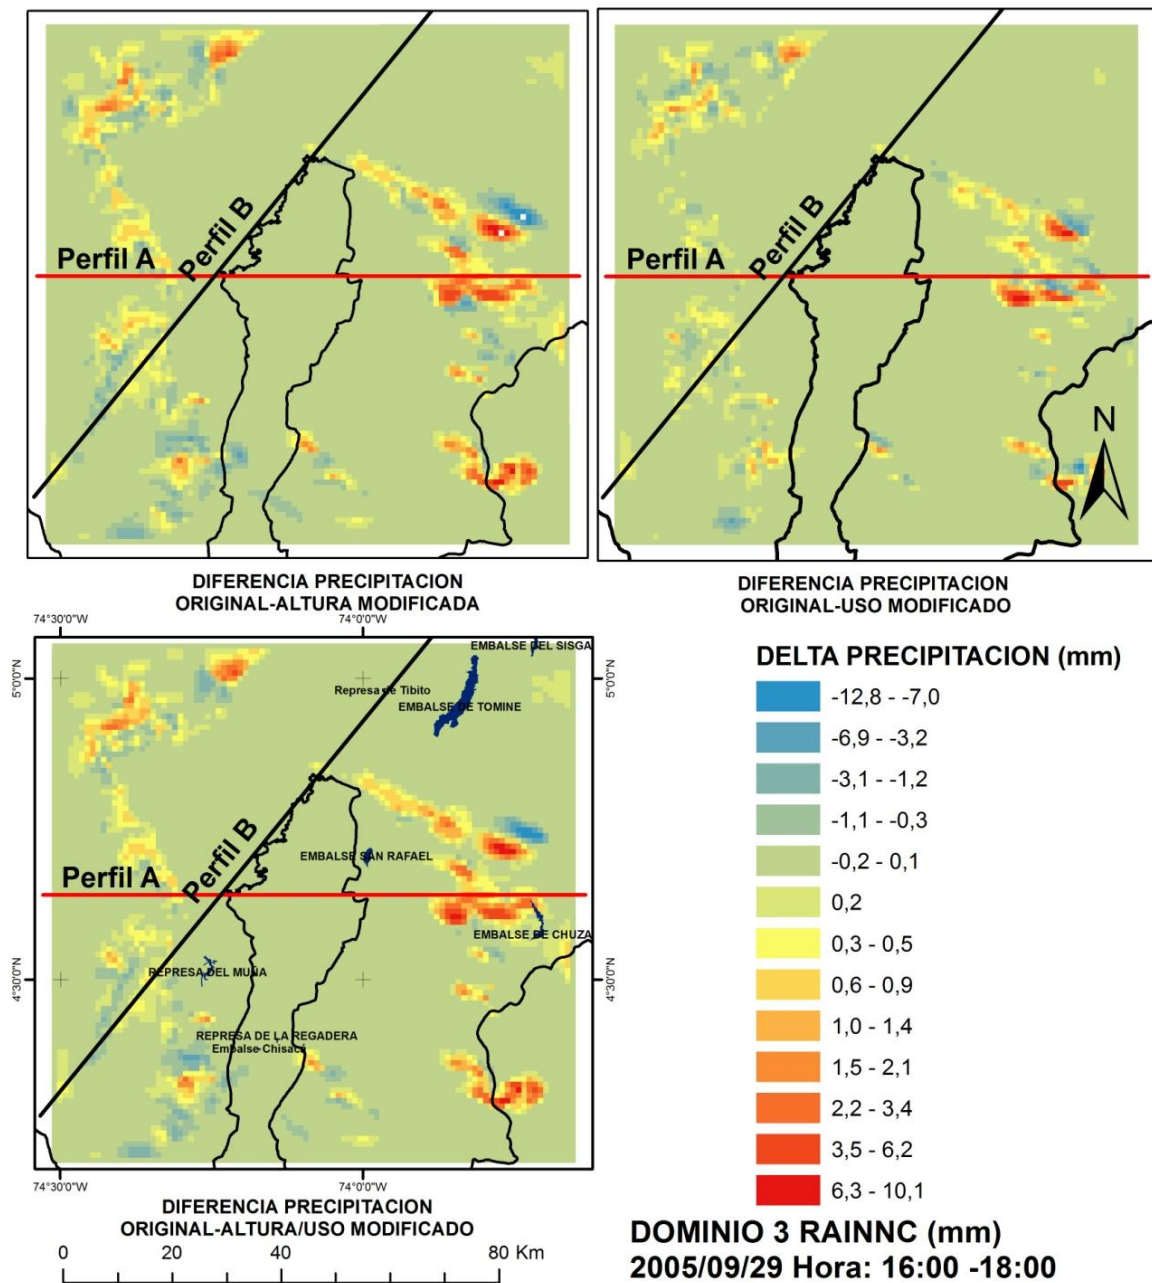 Perfil A
Perfil B
Perfil A
Perfil B
N
DIFERENCIA PRECIPITACION
ORIGINAL-ALTURA MODIFICADA
DIFERENCIA PRECIPITACION
ORIGINAL-USO MODIFICADO
74°30'0"W
74°0'0"W
5°0'0"N
5°0'0"N
4°30'0"N
4°30'0"N
EMBALSE DEL SISGA
Represa de Tibito
EMBALSE DE TOMINE
Perfil B
EMBALSE SAN RAFAEL
Perfil A
EMBALSE DE CHUZA
REPRESA DEL MUÑA
REPRESA DE LA REGADERA
Embalse Chisacá
74°30'0"W
74°0'0"W
DIFERENCIA PRECIPITACION
ORIGINAL-ALTURA/USO MODIFICADO
0 20 40 80 Km
DELTA PRECIPITACION (mm)
-12,8 - -7,0
-6,9 - -3,2
-3,1 - -1,2
-1,1 - -0,3
-0,2 - 0,1
0,2
0,3 - 0,5
0,6 - 0,9
1,0 - 1,4
1,5 - 2,1
2,2 - 3,4
3,5 - 6,2
6,3 - 10,1
DOMINIO 3 RAINNC (mm)
2005/09/29 Hora: 16:00 -18:00